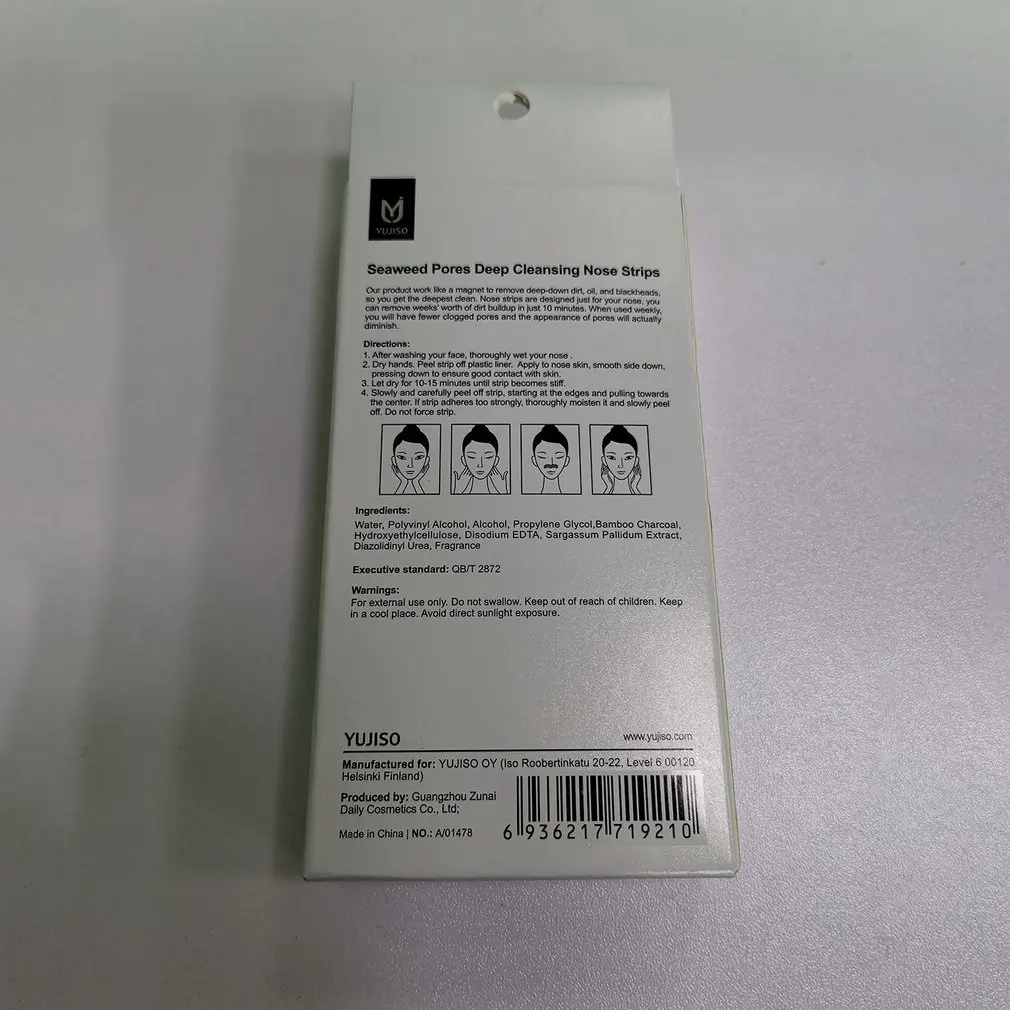 YUJISO
Seaweed Pores Deep Cleansing Nose Strips
Our product work like a magnet to remove deep-down dirt, oil, and blackheads,
so you get the deepest clean. Nose strips are designed just for your nose, you
can remove weeks' worth of dirt buildup in just 10 minutes. When used weekly,
you will have fewer clogged pores and the appearance of pores will actually
diminish.
Directions:
1. After washing your face, thoroughly wet your nose .
2. Dry hands. Peel strip off plastic liner. Apply to nose skin, smooth side down,
pressing down to ensure good contact with skin.
3. Let dry for 10-15 minutes until strip becomes stiff.
4. Slowly and carefully peel off strip, starting at the edges and pulling towards
the center. If strip adheres too strongly, thoroughly moisten it and slowly peel
off. Do not force strip.
Ingredients:
Water, Polyvinyl Alcohol, Alcohol, Propylene Glycol,Bamboo Charcoal,
Hydroxyethylcellulose, Disodium EDTA, Sargassum Pallidum Extract,
Diazolidinyl Urea, Fragrance
Executive standard: QB/T 2872
Warnings:
For external use only. Do not swallow. Keep out of reach of children. Keep
in a cool place. Avoid direct sunlight exposure.
YUJISO www.yujiso.com
Manufactured for: YUJISO OY (Iso Roobertinkatu 20-22, Level 6 00120
Helsinki Finland)
Produced by: Guangzhou Zunai
Daily Cosmetics Co., Ltd;
Made in China | NO.: A/01478
6 936217 719210